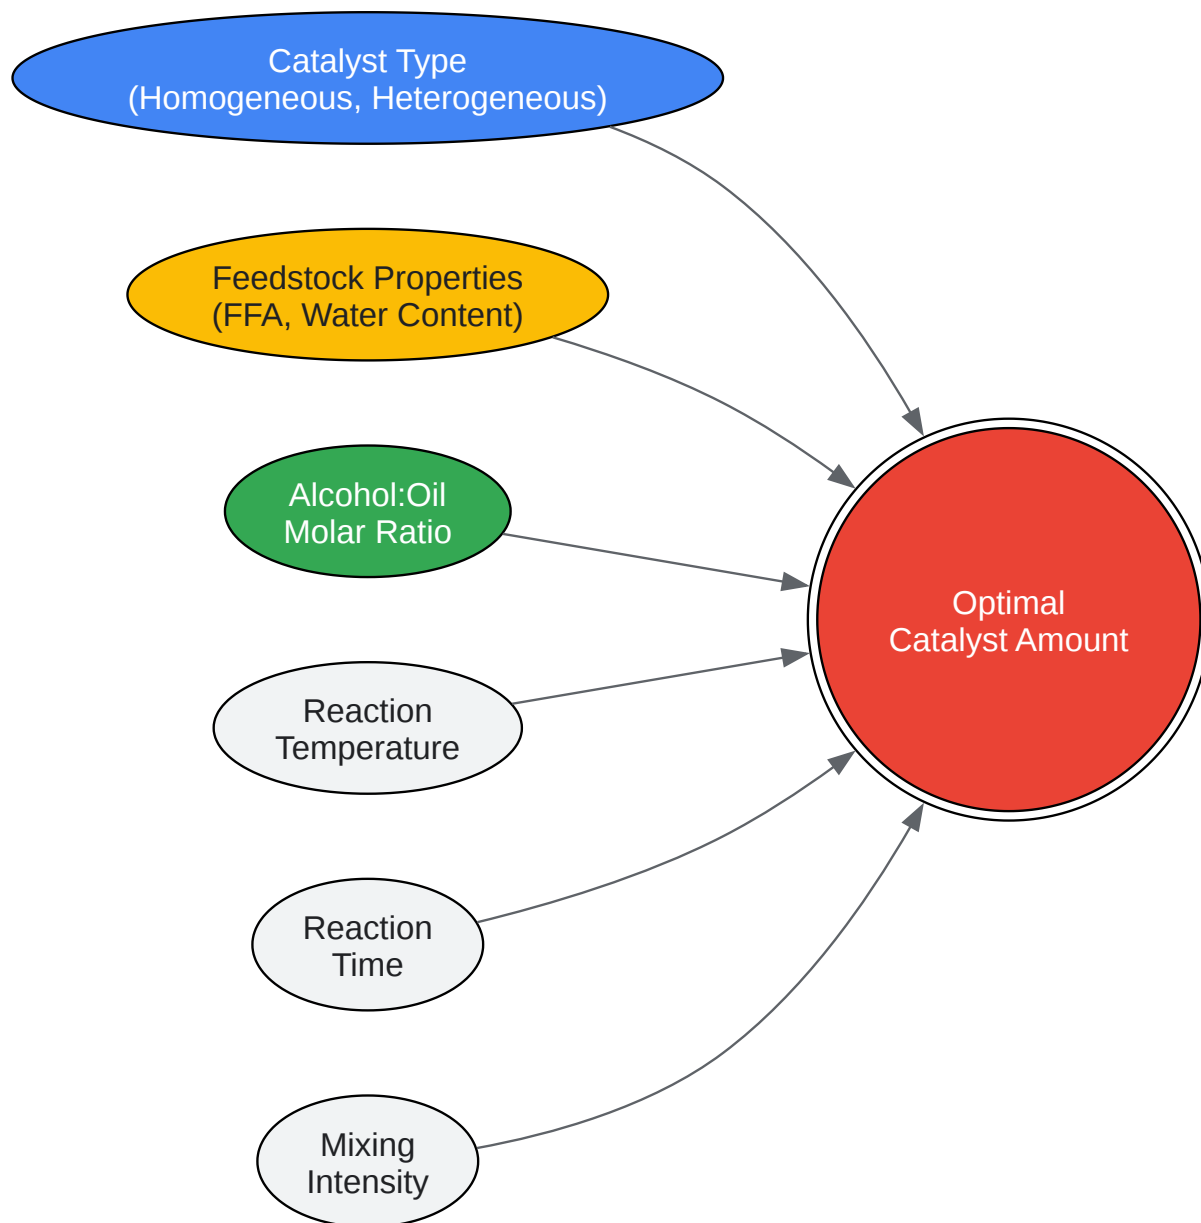 Catalyst Type
(Homogeneous, Heterogeneous)
Feedstock Properties
(FFA, Water Content)
Alcohol:Oil
Molar Ratio
Optimal
Catalyst Amount
Reaction
Temperature
Reaction
Time
Mixing
Intensity